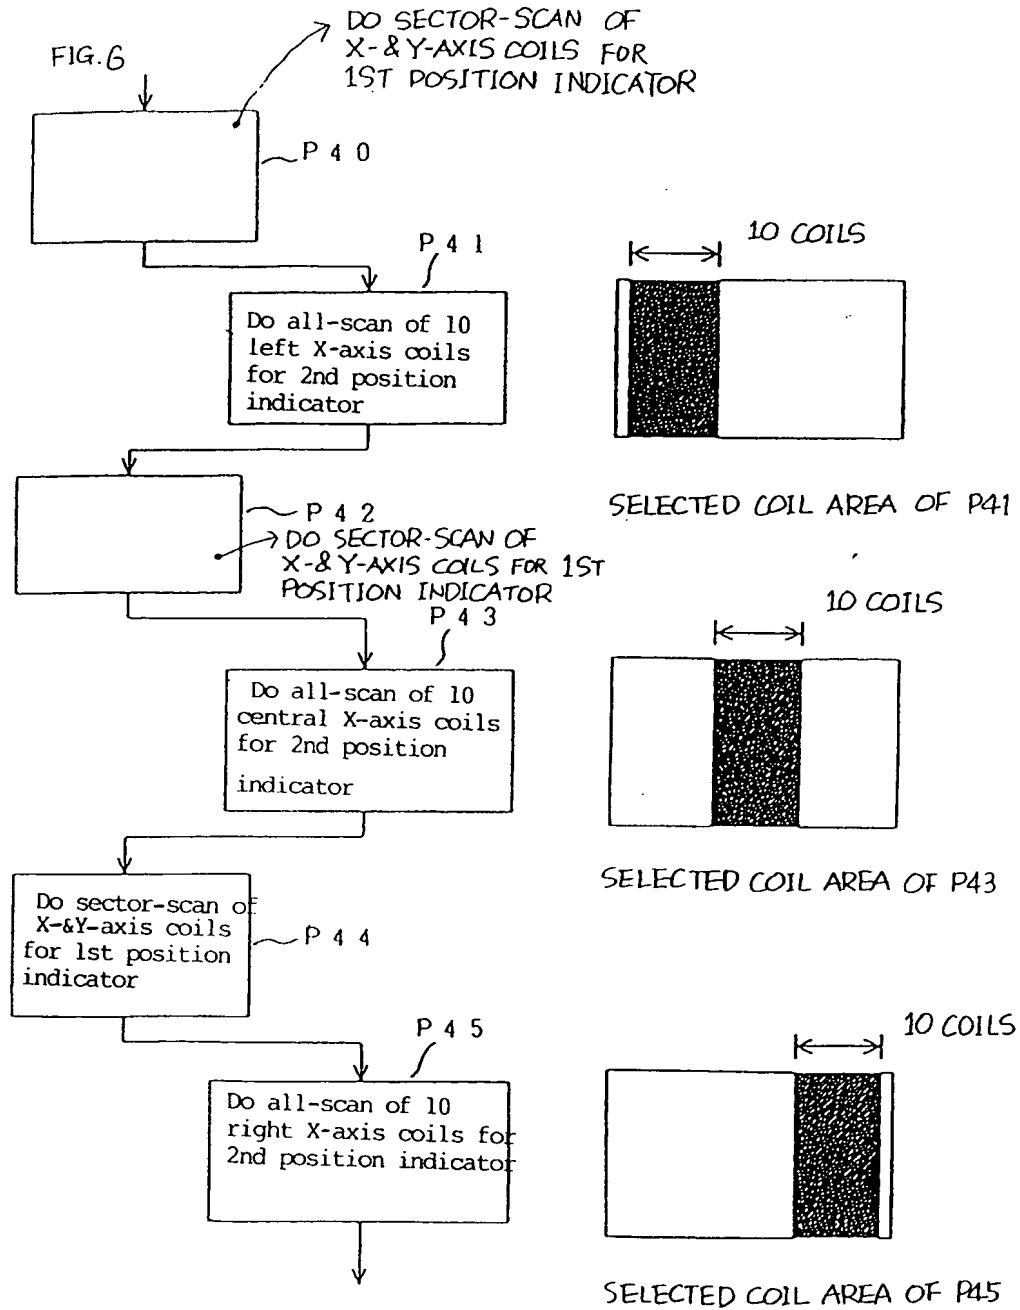 FIG. 6
DO SECTOR-SCAN OF
X-&Y-AXIS COILS FOR
1ST POSITION INDICATOR
P40
P41
10 COILS
Do all-scan of 10
left X-axis coils
for 2nd position
indicator
SELECTED COIL AREA OF P41
P42
DO SECTOR-SCAN OF
X-&Y-AXIS COILS FOR 1ST
POSITION INDICATOR
P43
10 COILS
Do all-scan of 10
central X-axis coils
for 2nd position
indicator
SELECTED COIL AREA OF P43
Do sector-scan of
X-&Y-axis coils
for 1st position
indicator
P44
P45
10 COILS
Do all-scan of 10
right X-axis coils for
2nd position indicator
SELECTED COIL AREA OF P45